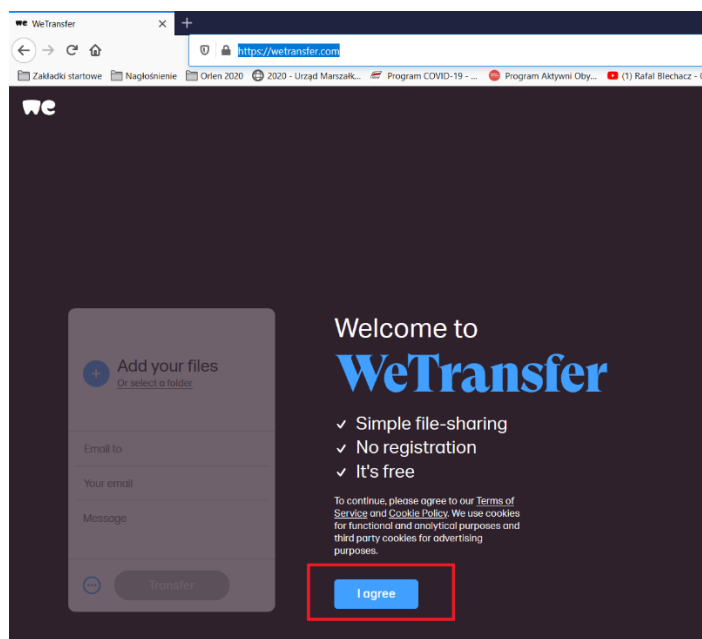 we WeTransfer
https://wetransfer.com
Zakładki startowe Nagłośnienie Orlen 2020 2020 - Urząd Marszałk... Program COVID-19 - ... Program Aktywni Oby... (1) Rafal Blechacz -
we
Welcome to
WeTransfer
Add your files
Or select a folder
Simple file-sharing
No registration
It's free
Email to
Your email
Message
To continue, please agree to our Terms of
Service and Cookie Policy. We use cookies
for functional and analytical purposes and
third party cookies for advertising
purposes.
Transfer
I agree